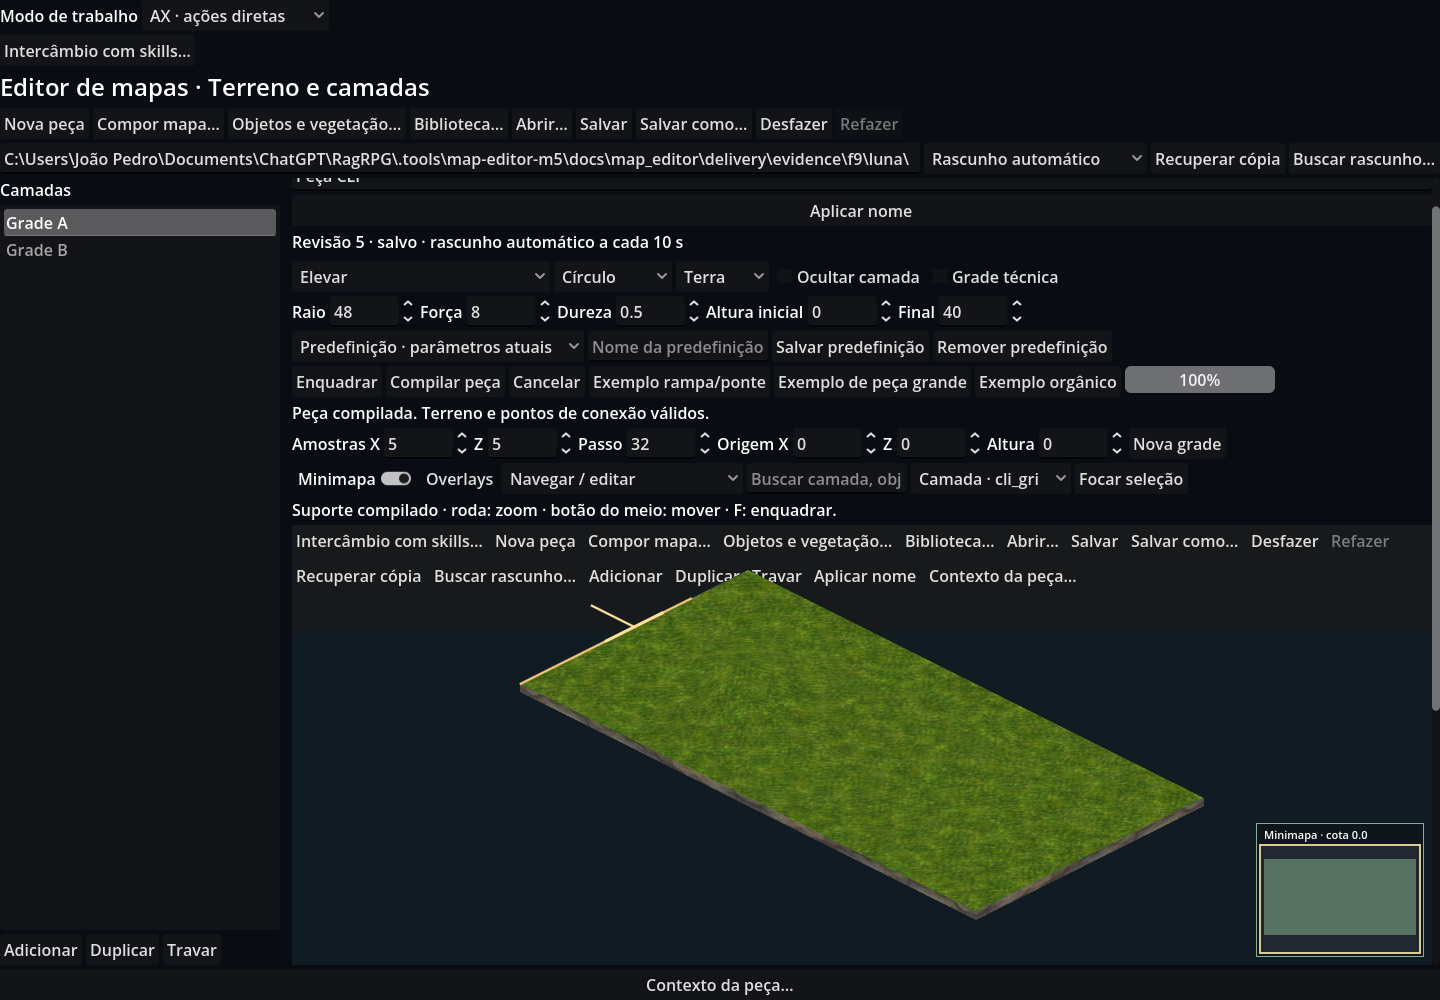 Modo de trabalho AX · ações diretas
Intercâmbio com skills...
Editor de mapas · Terreno e camadas
Nova peça Compor mapa... Objetos e vegetação... Biblioteca... Abrir... Salvar Salvar como... Desfazer Refazer
C:\Users\João Pedro\Documents\ChatGPT\RagRPG\.tools\map-editor-m5\docs\map_editor\delivery\evidence\f9\luna\ Rascunho automático Recuperar cópia Buscar rascunho...
Camadas
Grade A
Grade B
Peça CLI
Aplicar nome
Revisão 5 · salvo · rascunho automático a cada 10 s
Elevar Círculo Terra Ocultar camada Grade técnica
Raio 48 Força 8 Dureza 0.5 Altura inicial 0 Final 40
Predefinição · parâmetros atuais Nome da predefinição Salvar predefinição Remover predefinição
Enquadrar Compilar peça Cancelar Exemplo rampa/ponte Exemplo de peça grande Exemplo orgânico 100%
Peça compilada. Terreno e pontos de conexão válidos.
Amostras X 5 Z 5 Passo 32 Origem X 0 Z 0 Altura 0 Nova grade
Minimapa Overlays Navegar / editar Buscar camada, obj Camada · cli_gri Focar seleção
Suporte compilado · roda: zoom · botão do meio: mover · F: enquadrar.
Intercâmbio com skills... Nova peça Compor mapa... Objetos e vegetação... Biblioteca... Abrir... Salvar Salvar como... Desfazer Refazer
Recuperar cópia Buscar rascunho... Adicionar Duplicar Travar Aplicar nome Contexto da peça...
Minimapa · cota 0.0
Adicionar Duplicar Travar
Contexto da peça...